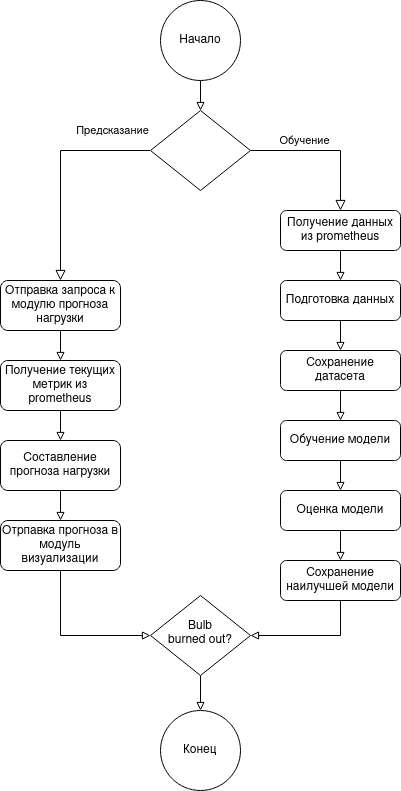 Начало
Предсказание
Обучение
Получение данных
из prometheus
Отправка запроса к
модулю прогноза
нагрузки
Подготовка данных
Получение текущих
метрик из
prometheus
Сохранение
датасета
Обучение модели
Составление
прогноза нагрузки
Оценка модели
Отрпавка прогноза в
модуль
визуализации
Сохранение
наилучшей модели
Bulb
burned out?
Конец